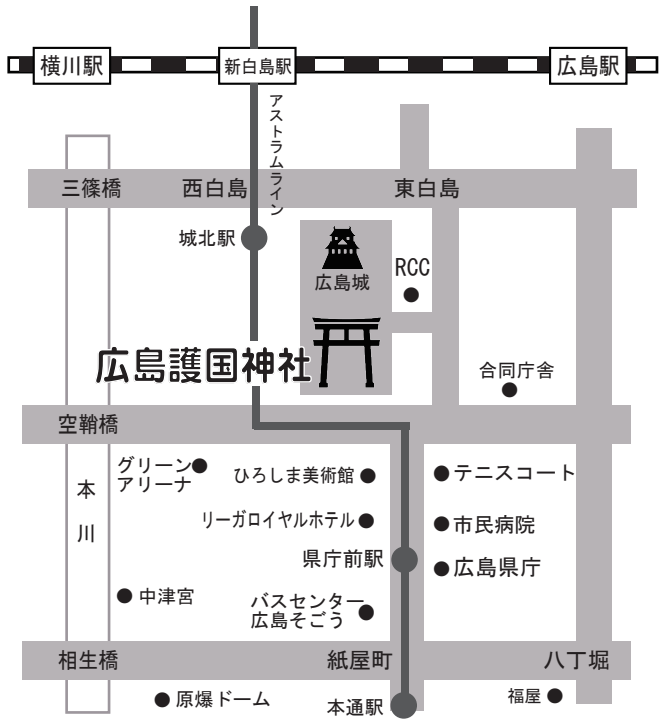 横川駅
新白島駅
広島駅
アストラムライン
三篠橋
西白島
東白島
城北駅
広島城
RCC
広島護国神社
合同庁舎
空鞘橋
グリーン
アリーナ
ひろしま美術館
テニスコート
本川
リーガロイヤルホテル
市民病院
県庁前駅
広島県庁
中津宮
バスセンター
広島そごう
相生橋
紙屋町
八丁堀
原爆ドーム
本通駅
福屋